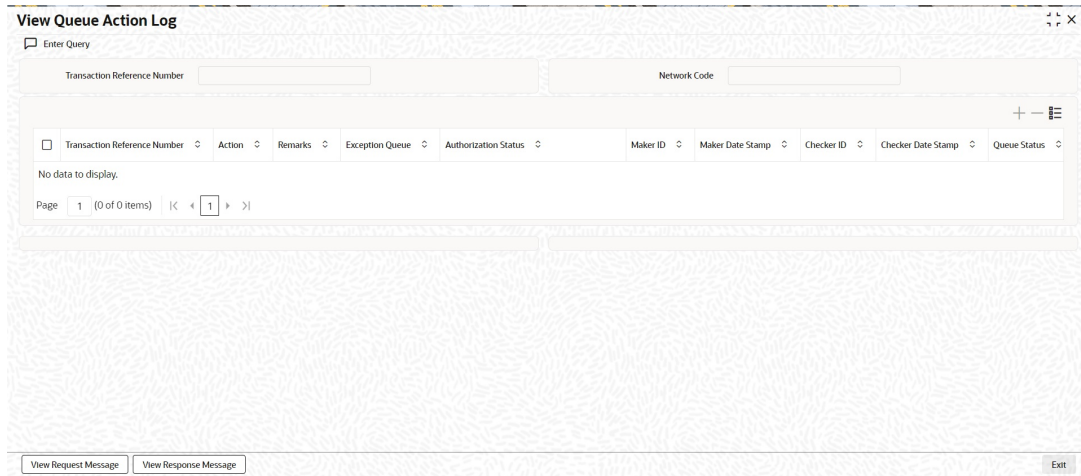 View Queue Action Log
Enter Query
Transaction Reference Number Network Code
Transaction Reference Number Action Remarks Exception Queue Authorization Status Maker ID Maker Date Stamp Checker ID Checker Date Stamp Queue Status
No data to display.
Page 1 (0 of 0 items) 1
View Request Message View Response Message Exit